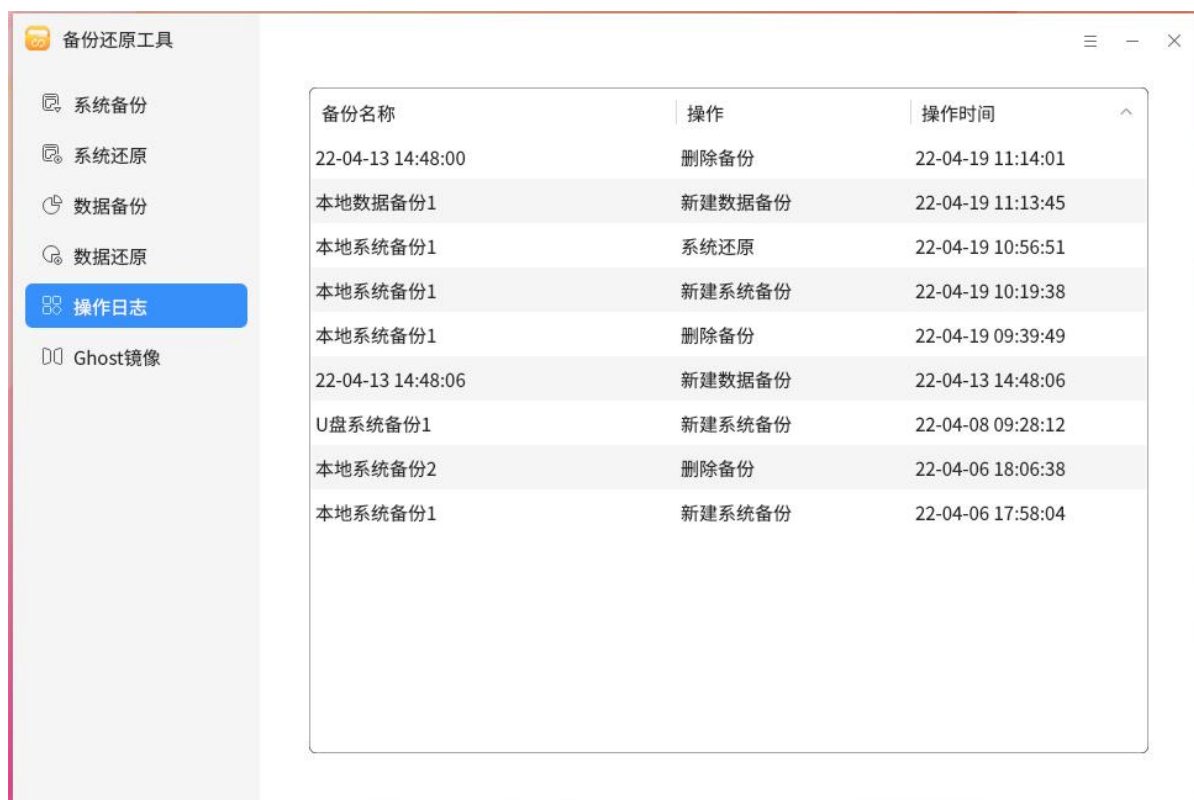 备份还原工具
系统备份
系统还原
数据备份
数据还原
操作日志
Ghost镜像
备份名称 操作 操作时间
22-04-13 14:48:00 删除备份 22-04-19 11:14:01
本地数据备份1 新建数据备份 22-04-19 11:13:45
本地系统备份1 系统还原 22-04-19 10:56:51
本地系统备份1 新建系统备份 22-04-19 10:19:38
本地系统备份1 删除备份 22-04-19 09:39:49
22-04-13 14:48:06 新建数据备份 22-04-13 14:48:06
U盘系统备份1 新建系统备份 22-04-08 09:28:12
本地系统备份2 删除备份 22-04-06 18:06:38
本地系统备份1 新建系统备份 22-04-06 17:58:04